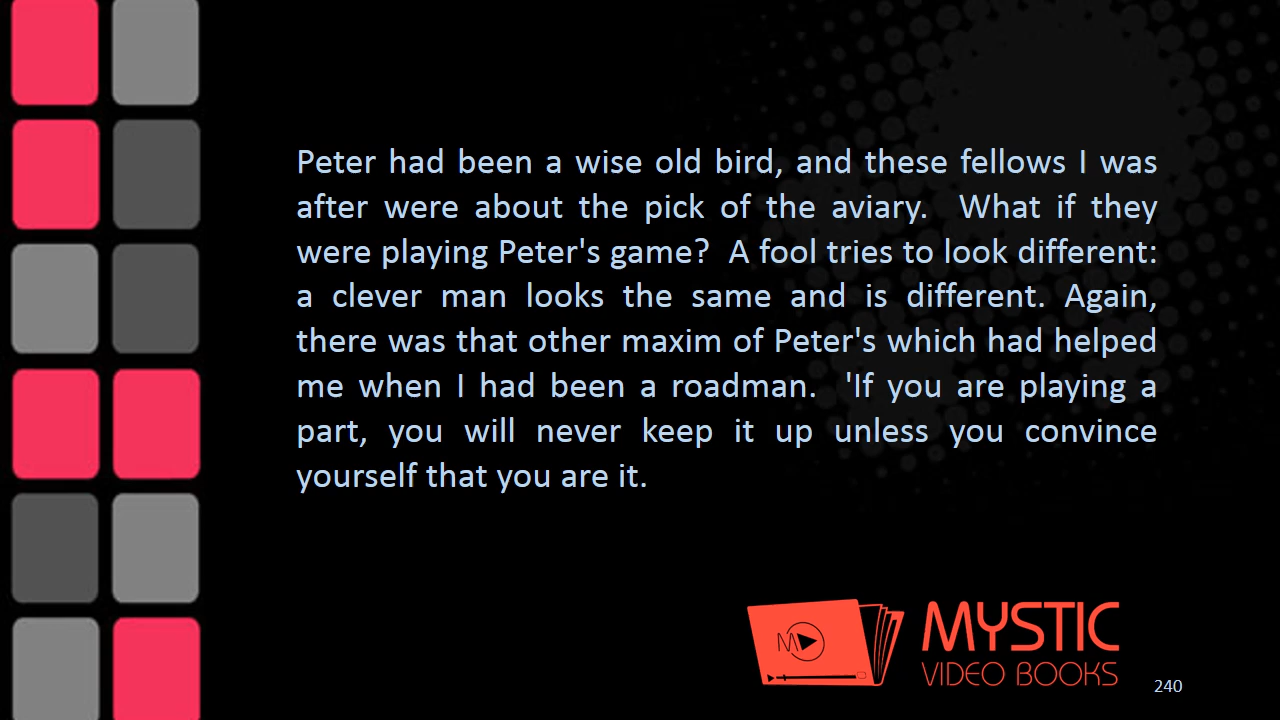 Peter had been a wise old bird, and these fellows I was
after were about the pick of the aviary.  What if they
were playing Peter's game?  A fool tries to look different:
a clever man looks the same and is different. Again,
there was that other maxim of Peter's which had helped
me when I had been a roadman.  'If you are playing a
part, you will never keep it up unless you convince
yourself that you are it.
M
MYSTIC
VIDEO BOOKS
240